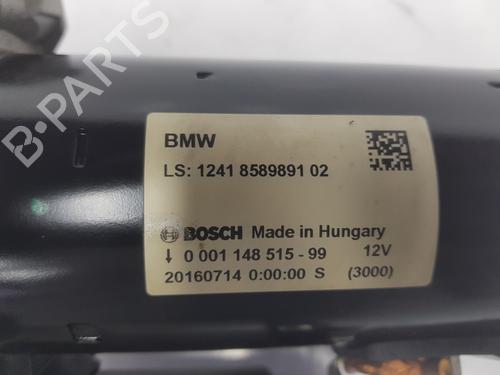 BMW
LS: 1241 8589891 02
BOSCH Made in Hungary
↓ 0 001 148 515 - 99 12V
20160714 0:00:00 S (3000)
B-PARTS